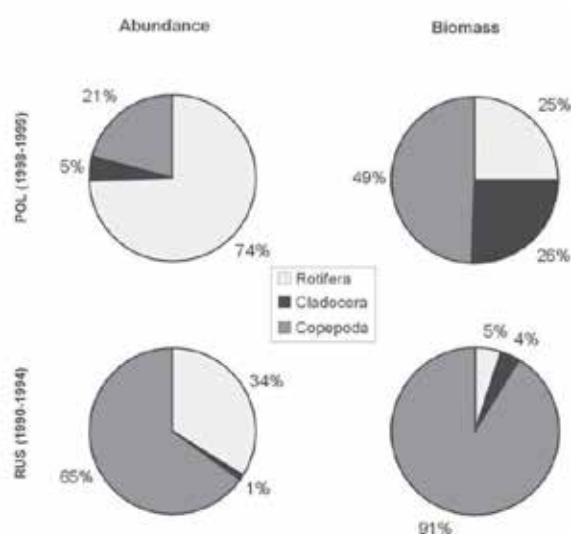 Abundance
Biomass
POL (1998-1999)
21%
5%
74%
25%
49%
26%
Rotifera
Cladocera
Copepoda
RUS (1990-1994)
34%
65%
1%
5%
4%
91%